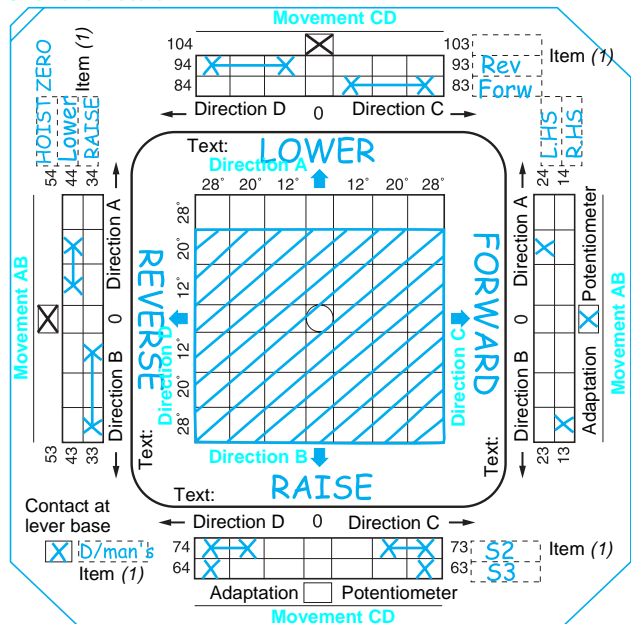 Movement CD
104 103
94 93 Rev Item (1)
84 83 Forw
Direction D 0 Direction C
HOIST ZERO
Lower
RAISE
Item (1)
54 44 34
Movement AB
Direction A
0
Direction B
53 43 33
Text: LOWER
Direction A
28° 20° 12° 12° 20° 28°
28°
20°
12°
12°
20°
28°
REVERSE
Direction D
Text:
FORWARD
Direction C
Text:
Direction B
Text: RAISE
L.HS
R.HS
Item (1)
24 14
Direction A
0
Direction B
23 13
Potentiometer
Adaptation
Movement AB
Contact at
lever base
D/man's
Item (1)
Direction D 0 Direction C
74 73 S2 Item (1)
64 63 S3
Adaptation Potentiometer
Movement CD